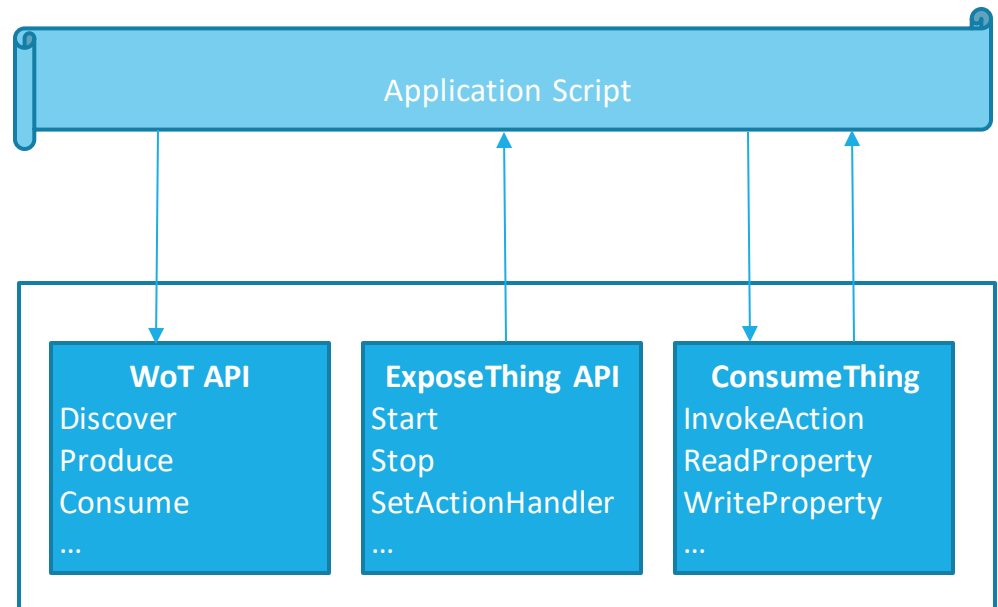 Application Script
WoT API
Discover
Produce
Consume
...
ExposeThing API
Start
Stop
SetActionHandler
...
ConsumeThing
InvokeAction
ReadProperty
WriteProperty
...